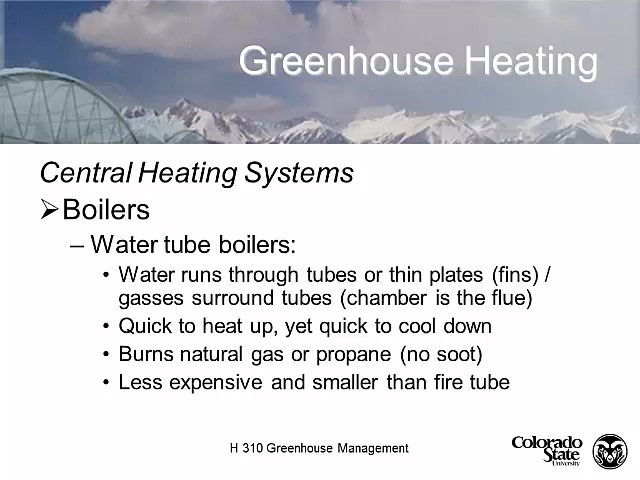 Greenhouse Heating
Central Heating Systems
➢Boilers
– Water tube boilers:
• Water runs through tubes or thin plates (fins) /
gasses surround tubes (chamber is the flue)
• Quick to heat up, yet quick to cool down
• Burns natural gas or propane (no soot)
• Less expensive and smaller than fire tube
H 310 Greenhouse Management
Colorado
State
University